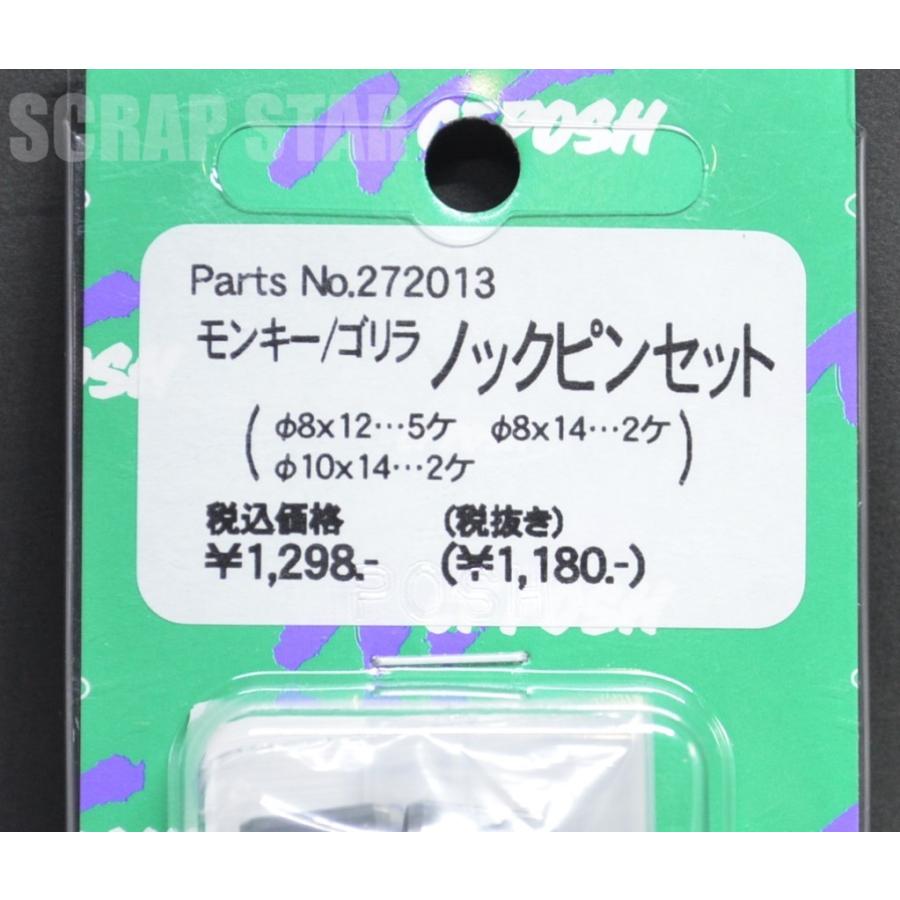 SCRAP STAR
OF POSH
Parts No.272013
モンキー/ゴリラ ノックピンセット
(φ8x12…5ケ φ8x14…2ケ
φ10x14…2ケ)
税込価格 (税抜き)
¥1,298.- (¥1,180.-)
POSH